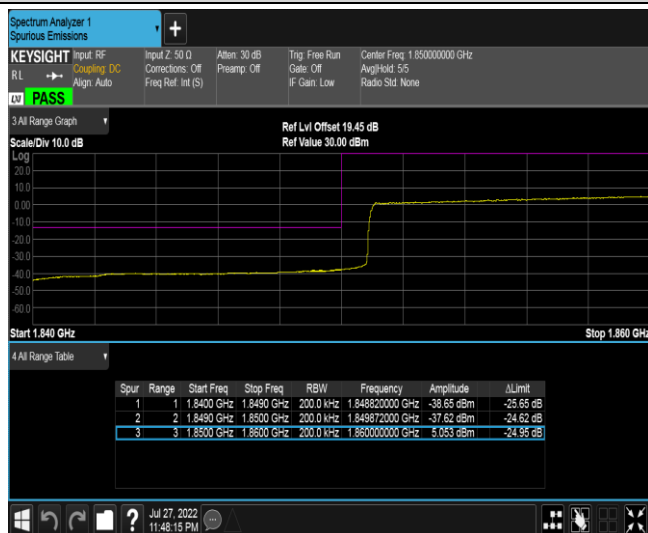 Spectrum Analyzer 1
Spurious Emissions
+
KEYSIGHT Input: RF Input Z: 50 Ω Atten: 30 dB Trig: Free Run Center Freq: 1.850000000 GHz
RL Coupling: DC Corrections: Off Preamp: Off Gate: Off Avg|Hold: 5/5
Align: Auto Freq Ref: Int (S) IF Gain: Low Radio Std: None
LXI PASS
3 All Range Graph
Ref Lvl Offset 19.45 dB
Scale/Div 10.0 dB Ref Value 30.00 dBm
Log
20.0
10.0
0.00
-10.0
-20.0
-30.0
-40.0
-50.0
-60.0
Start 1.840 GHz Stop 1.860 GHz
4 All Range Table
Spur Range Start Freq Stop Freq RBW Frequency Amplitude ΔLimit
1 1 1.8400 GHz 1.8490 GHz 200.0 kHz 1.848820000 GHz -38.65 dBm -25.65 dB
2 2 1.8490 GHz 1.8500 GHz 200.0 kHz 1.849872000 GHz -37.62 dBm -24.62 dB
3 3 1.8500 GHz 1.8600 GHz 200.0 kHz 1.860000000 GHz 5.053 dBm -24.95 dB
? Jul 27, 2022
11:48:15 PM